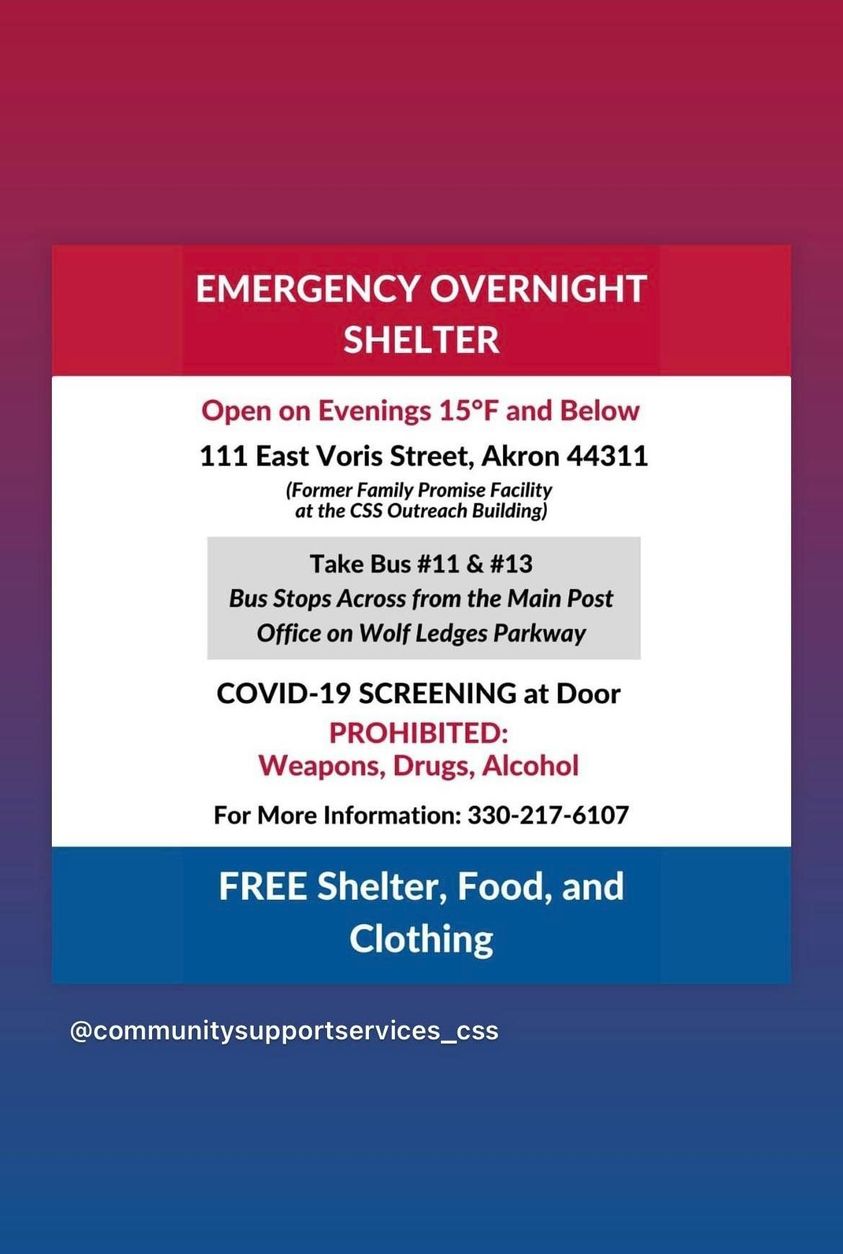 EMERGENCY OVERNIGHT
SHELTER
Open on Evenings 15°F and Below
111 East Voris Street, Akron 44311
(Former Family Promise Facility
at the CSS Outreach Building)
Take Bus #11 & #13
Bus Stops Across from the Main Post
Office on Wolf Ledges Parkway
COVID-19 SCREENING at Door
PROHIBITED:
Weapons, Drugs, Alcohol
For More Information: 330-217-6107
FREE Shelter, Food, and
Clothing
@communitysupportservices_css